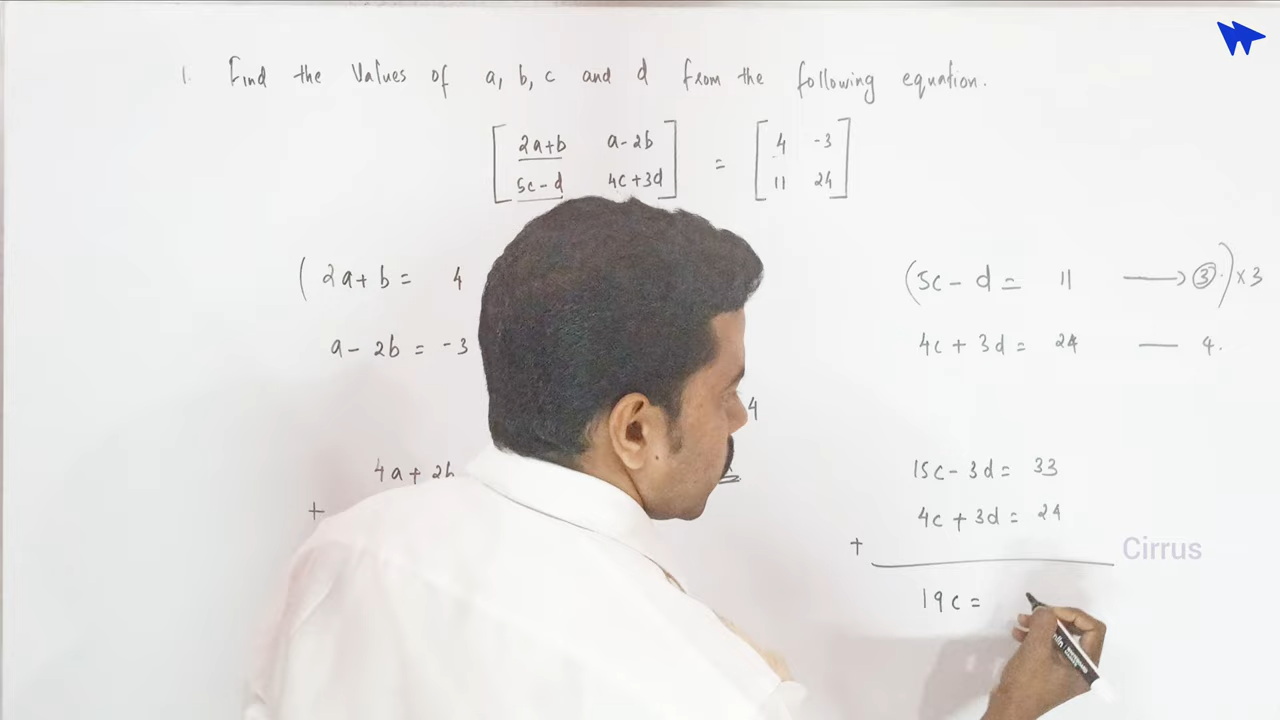 1. Find the Values of a, b, c and d from the following equation.
2a+b a-2b = 4 -3
5c-d 4c+3d 11 24
( 2a+b = 4
a-2b = -3
4
4a+2b
+
(5c-d = 11 → ③.) ×3
4c+3d = 24 — 4.
15c-3d = 33
4c+3d = 24
+
19c =
Cirrus